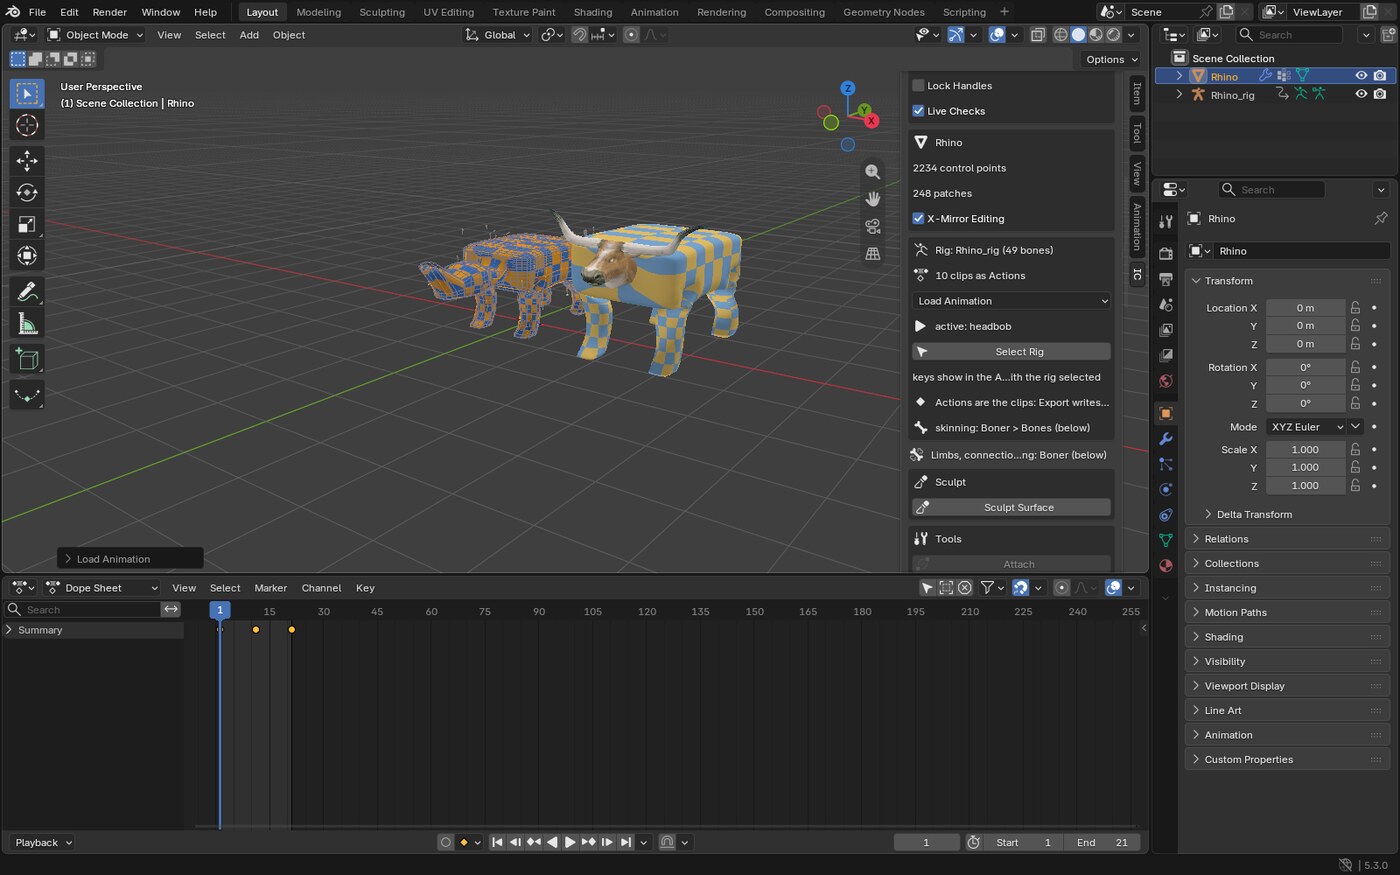 File Edit Render Window Help Layout Modeling Sculpting UV Editing Texture Paint Shading Animation Rendering Compositing Geometry Nodes Scripting + Scene ViewLayer
Object Mode View Select Add Object Global Search
Options
User Perspective
(1) Scene Collection | Rhino
Z
Y
X
Lock Handles
Live Checks
Rhino
2234 control points
248 patches
X-Mirror Editing
Rig: Rhino_rig (49 bones)
10 clips as Actions
Load Animation
active: headbob
Select Rig
keys show in the A...ith the rig selected
Actions are the clips: Export writes...
skinning: Boner > Bones (below)
Limbs, connectio...ng: Boner (below)
Sculpt
Sculpt Surface
Tools
Attach
Item
Tool
View
Animation
IC
Load Animation
Scene Collection
Rhino
Rhino_rig
Search
Rhino
Rhino
Transform
Location X 0 m
Y 0 m
Z 0 m
Rotation X 0°
Y 0°
Z 0°
Mode XYZ Euler
Scale X 1.000
Y 1.000
Z 1.000
Delta Transform
Relations
Collections
Instancing
Motion Paths
Shading
Visibility
Viewport Display
Line Art
Animation
Custom Properties
Dope Sheet View Select Marker Channel Key
Search 1 15 30 45 60 75 90 105 120 135 150 165 180 195 210 225 240 255
Summary
Playback 1 Start 1 End 21
5.3.0